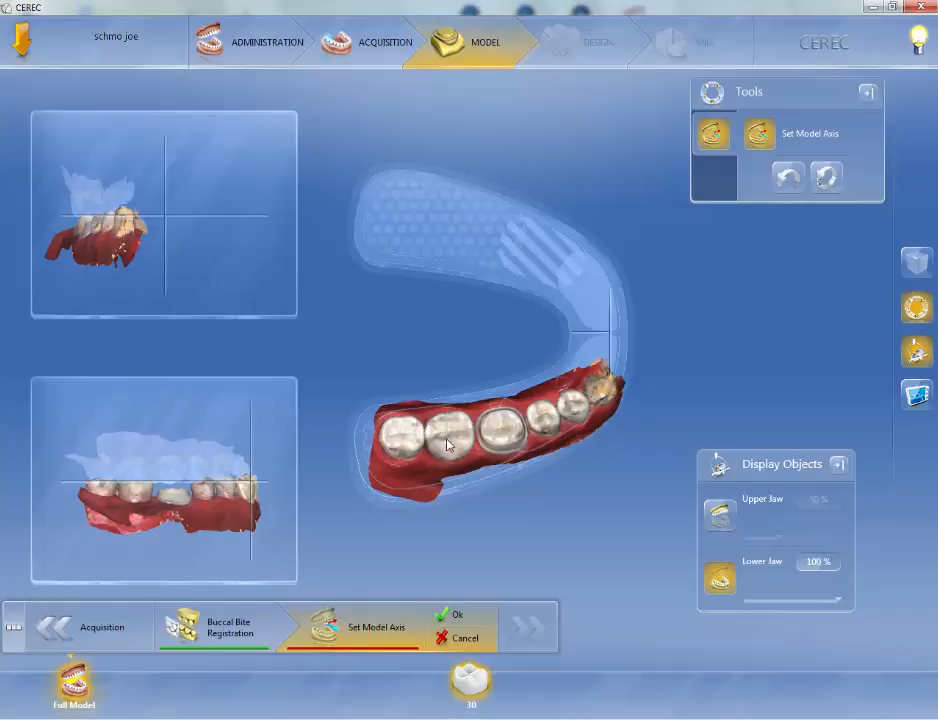 CEREC
schmo joe
ADMINISTRATION
ACQUISITION
MODEL
DESIGN
MILL
CEREC
Tools
Set Model Axis
Display Objects
Upper Jaw
50 %
Lower Jaw
100 %
Acquisition
Buccal Bite
Registration
Set Model Axis
Ok
Cancel
Full Model
30